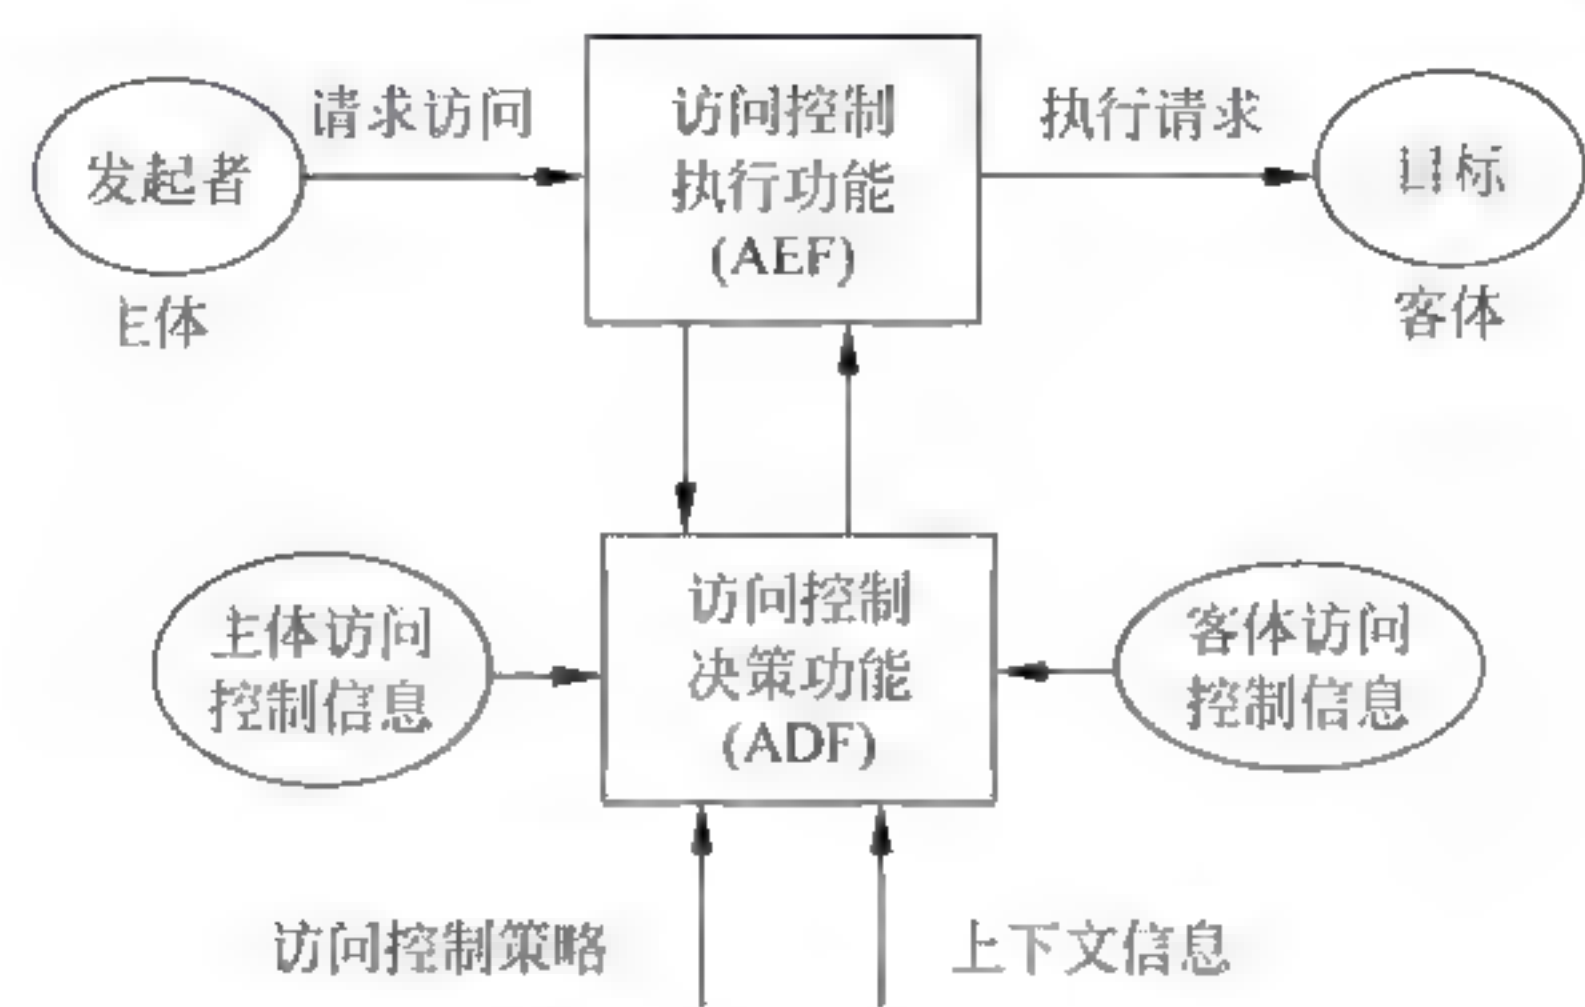 请求访问
访问控制
执行功能
(AEF)
执行请求
发起者
目标
主体
客体
主体访问
控制信息
访问控制
决策功能
(ADF)
客体访问
控制信息
访问控制策略
上下文信息